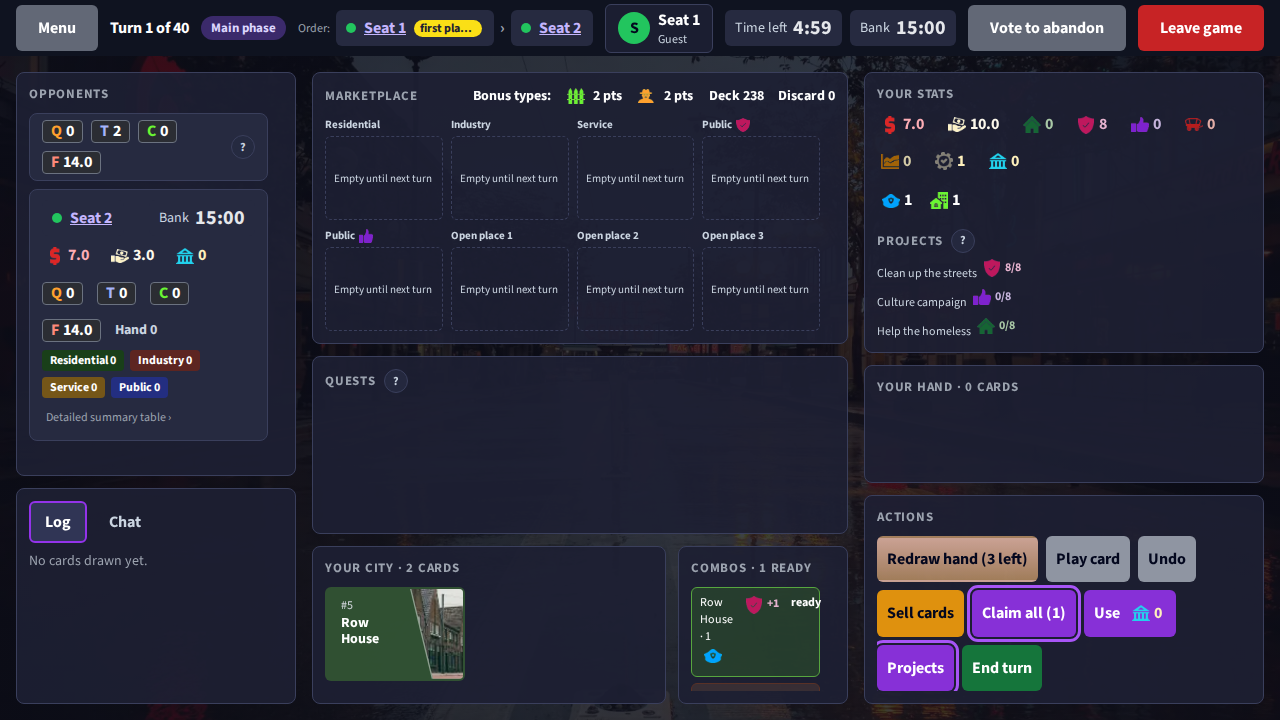 Menu
Turn 1 of 40
Main phase
Order:
Seat 1
first pla...
›
Seat 2
S
Seat 1
Guest
Time left 4:59
Bank 15:00
Vote to abandon
Leave game
OPPONENTS
Q 0
T 2
C 0
F 14.0
?
Seat 2
Bank 15:00
7.0
3.0
0
Q 0
T 0
C 0
F 14.0
Hand 0
Residential 0
Industry 0
Service 0
Public 0
Detailed summary table ›
Log
Chat
No cards drawn yet.
MARKETPLACE
Bonus types:
2 pts
2 pts
Deck 238
Discard 0
Residential
Industry
Service
Public
Empty until next turn
Empty until next turn
Empty until next turn
Empty until next turn
Public
Open place 1
Open place 2
Open place 3
Empty until next turn
Empty until next turn
Empty until next turn
Empty until next turn
QUESTS
?
YOUR CITY · 2 CARDS
#5
Row
House
COMBOS · 1 READY
Row
House
· 1
+1
ready
YOUR STATS
7.0
10.0
0
8
0
0
0
1
0
1
1
PROJECTS
?
Clean up the streets
8/8
Culture campaign
0/8
Help the homeless
0/8
YOUR HAND · 0 CARDS
ACTIONS
Redraw hand (3 left)
Play card
Undo
Sell cards
Claim all (1)
Use
0
Projects
End turn